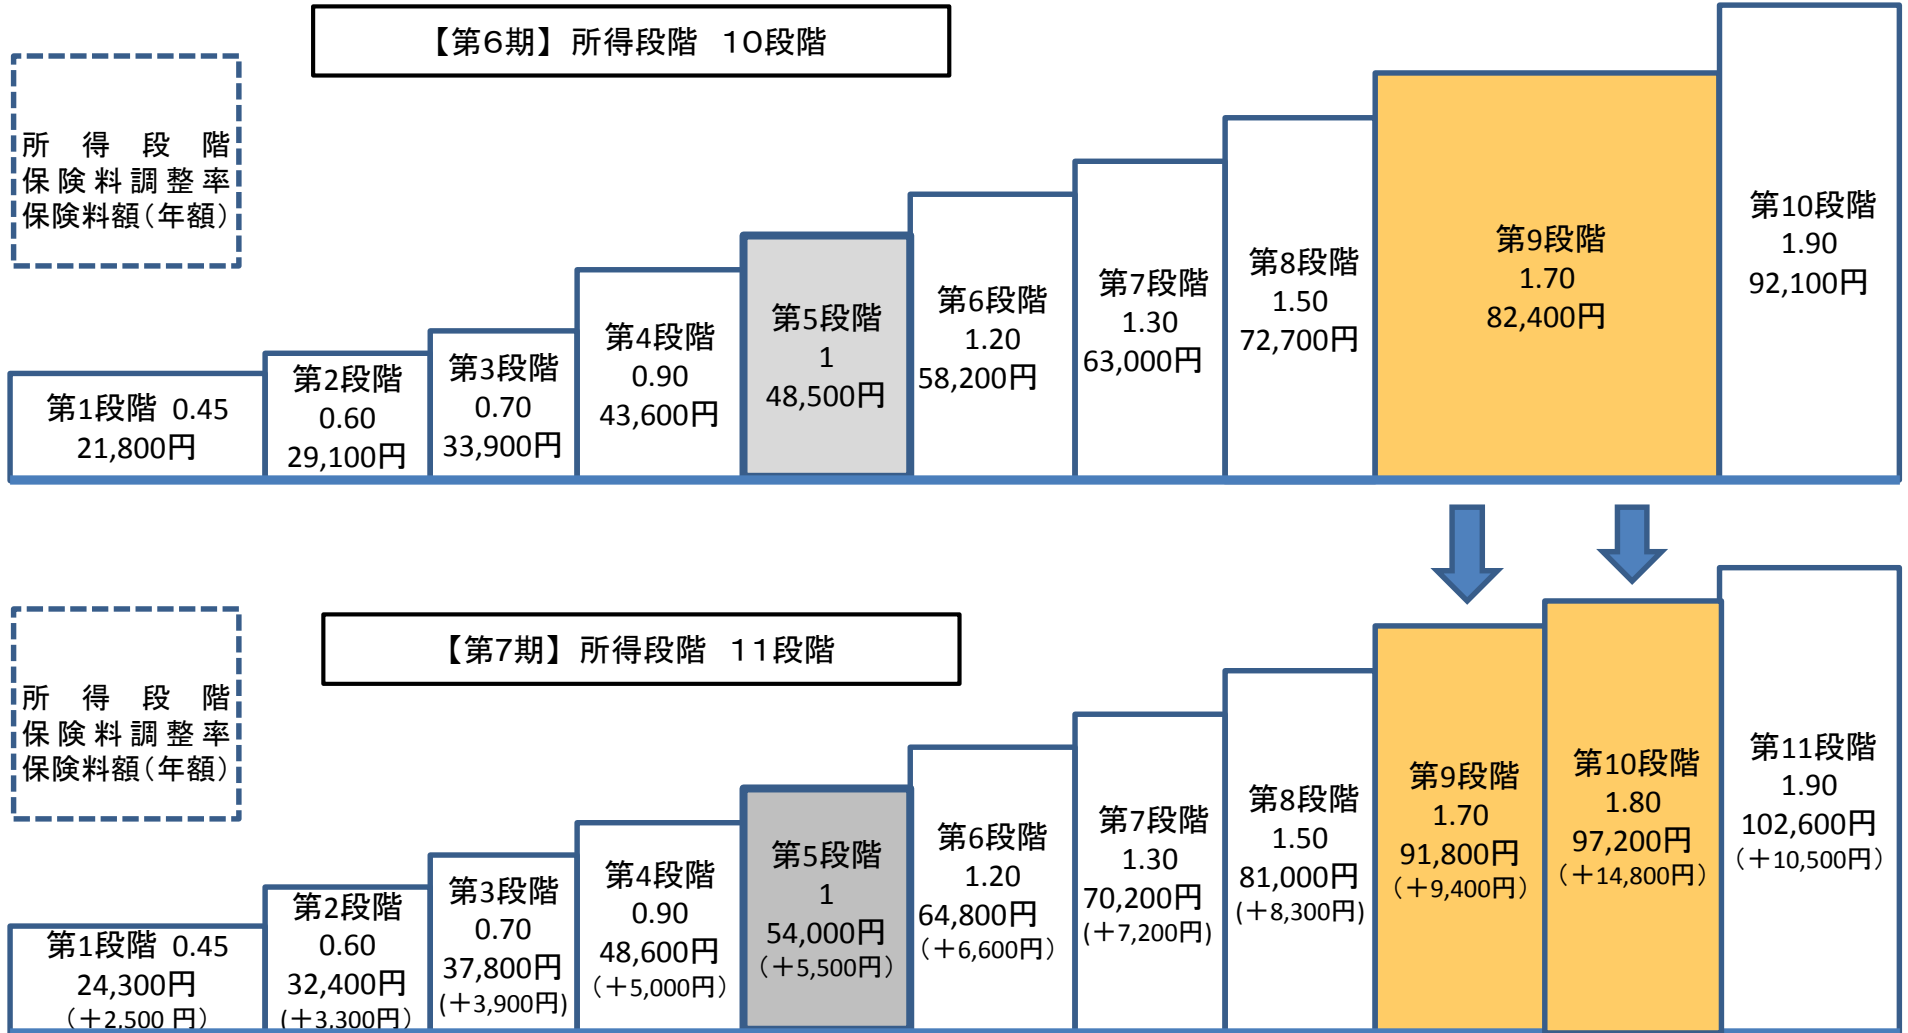 【第6期】所得段階 10段階
所得段階
保険料調整率
保険料額(年額)
第1段階 0.45
21,800円
第2段階
0.60
29,100円
第3段階
0.70
33,900円
第4段階
0.90
43,600円
第5段階
1
48,500円
第6段階
1.20
58,200円
第7段階
1.30
63,000円
第8段階
1.50
72,700円
第9段階
1.70
82,400円
第10段階
1.90
92,100円
【第7期】所得段階 11段階
所得段階
保険料調整率
保険料額(年額)
第1段階 0.45
24,300円
(+2,500 円)
第2段階
0.60
32,400円
(+3,300円)
第3段階
0.70
37,800円
(+3,900円)
第4段階
0.90
48,600円
(+5,000円)
第5段階
1
54,000円
(+5,500円)
第6段階
1.20
64,800円
(+6,600円)
第7段階
1.30
70,200円
(+7,200円)
第8段階
1.50
81,000円
(+8,300円)
第9段階
1.70
91,800円
(+9,400円)
第10段階
1.80
97,200円
(+14,800円)
第11段階
1.90
102,600円
(+10,500円)